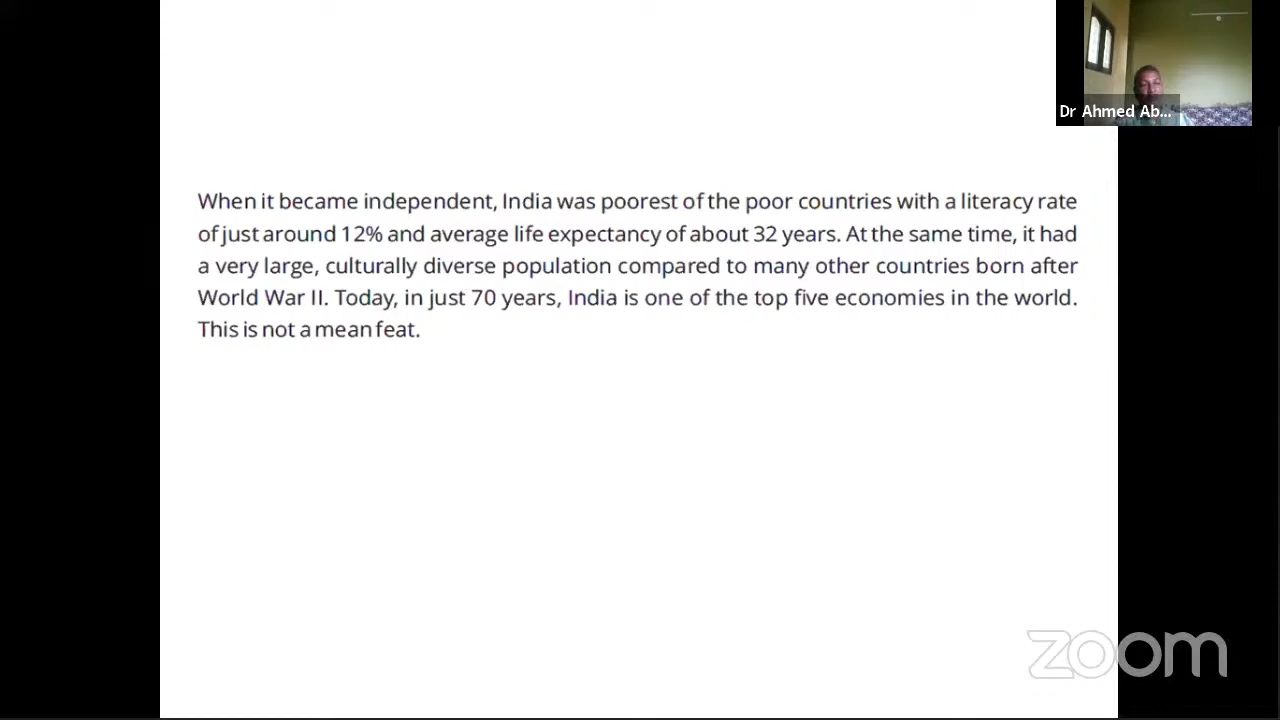 Dr Ahmed Ab...
When it became independent, India was poorest of the poor countries with a literacy rate
of just around 12% and average life expectancy of about 32 years. At the same time, it had
a very large, culturally diverse population compared to many other countries born after
World War II. Today, in just 70 years, India is one of the top five economies in the world.
This is not a mean feat.
zoom